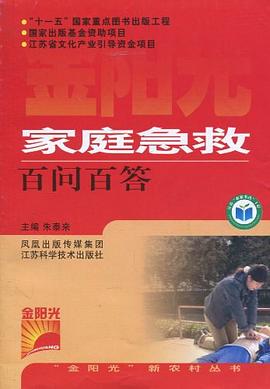 ● “十一五”国家重点图书出版工程
● 国家出版基金资助项目
● 江苏省文化产业引导资金项目
金阳光
家庭急救
百问百答
主编 朱泰来
凤凰出版传媒集团
江苏科学技术出版社
金阳光
“金阳光”新农村丛书